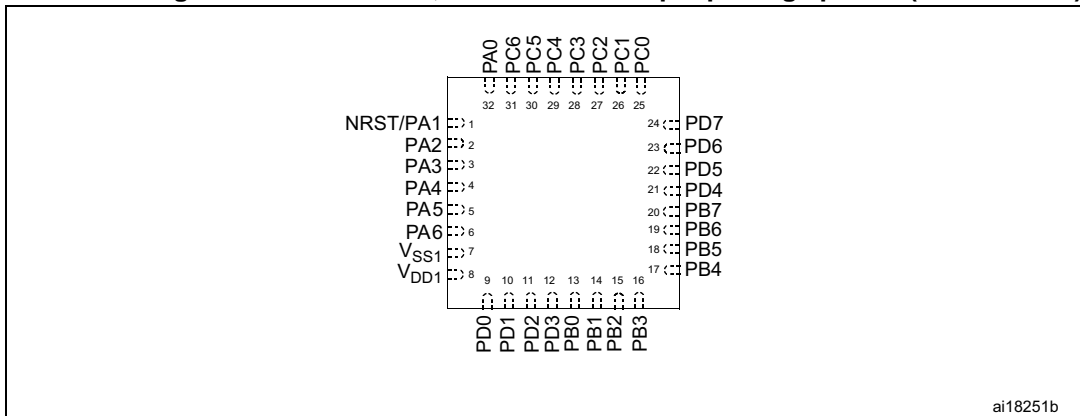 PA0 PC6 PC5 PC4 PC3 PC2 PC1 PC0
32 31 30 29 28 27 26 25
NRST/PA1 1
PA2 2
PA3 3
PA4 4
PA5 5
PA6 6
VSS1 7
VDD1 8
24 PD7
23 PD6
22 PD5
21 PD4
20 PB7
19 PB6
18 PB5
17 PB4
9 10 11 12 13 14 15 16
PD0 PD1 PD2 PD3 PB0 PB1 PB2 PB3
ai18251b